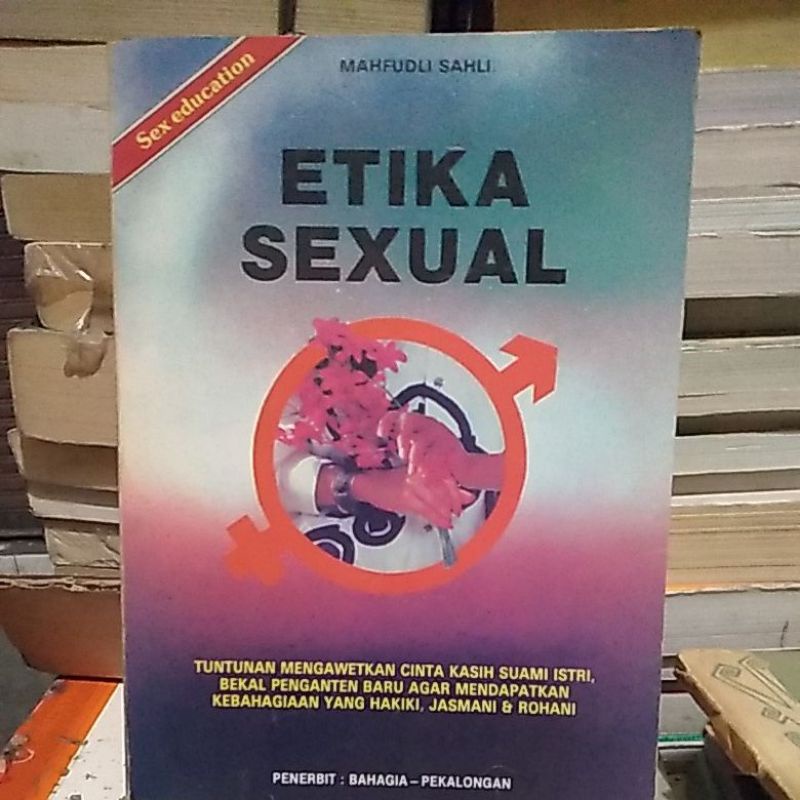 Sex education
MAHFUDLI SAHLI
ETIKA
SEXUAL
TUNTUNAN MENGAWETKAN CINTA KASIH SUAMI ISTRI,
BEKAL PENGANTEN BARU AGAR MENDAPATKAN
KEBAHAGIAAN YANG HAKIKI, JASMANI & ROHANI
PENERBIT : BAHAGIA – PEKALONGAN